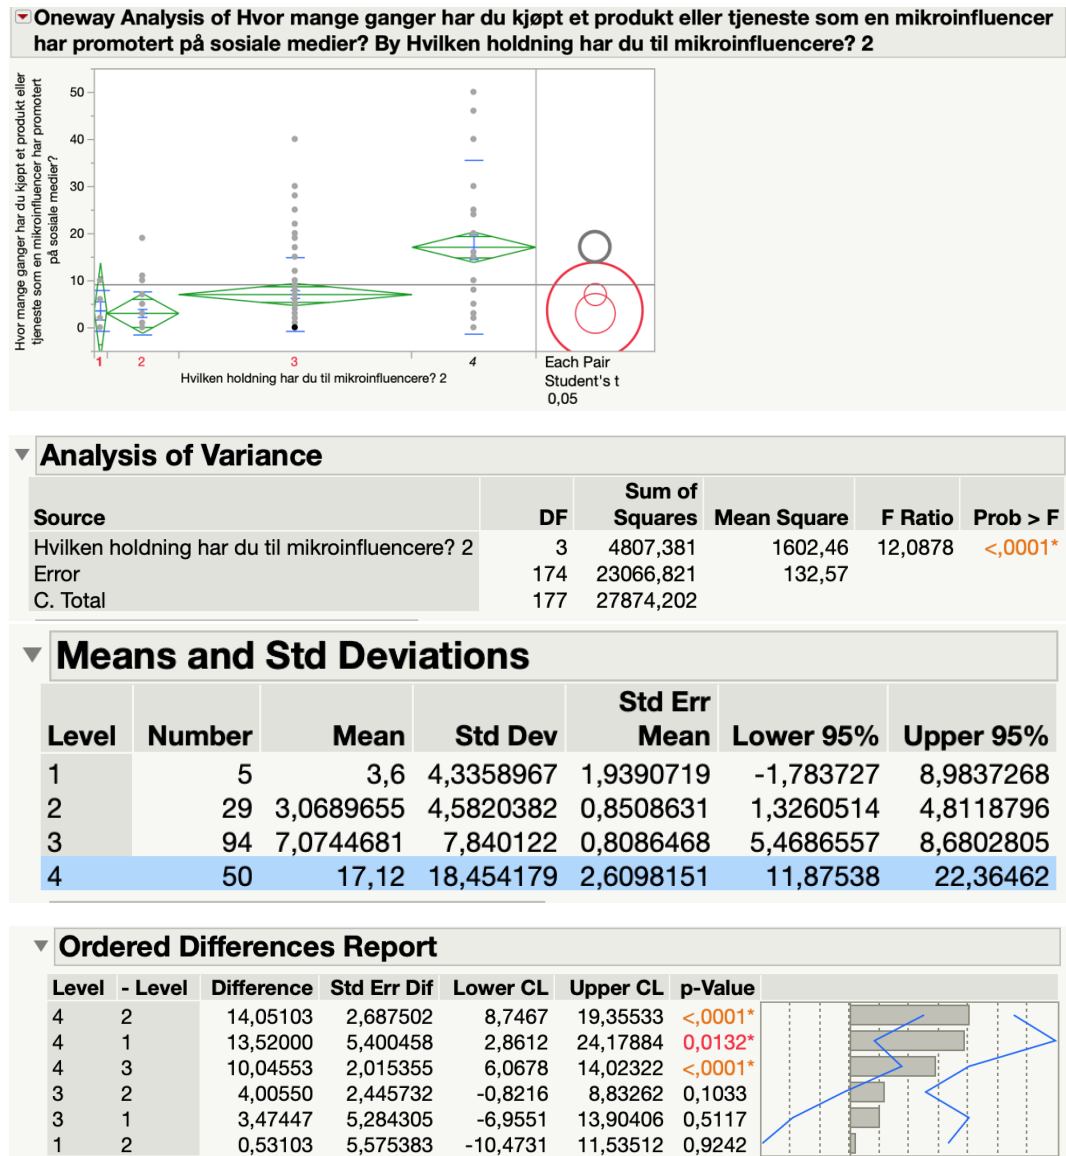 Oneway Analysis of Hvor mange ganger har du kjøpt et produkt eller tjeneste som en mikroinfluencer
har promotert på sosiale medier? By Hvilken holdning har du til mikroinfluencere? 2
Hvor mange ganger har du kjøpt et produkt eller
tjeneste som en mikroinfluencer har promotert
på sosiale medier?
50
40
30
20
10
0
1 2 3 4
Hvilken holdning har du til mikroinfluencere? 2
Each Pair
Student's t
0,05
Analysis of Variance
Sum of
Source DF Squares Mean Square F Ratio Prob > F
Hvilken holdning har du til mikroinfluencere? 2 3 4807,381 1602,46 12,0878 <,0001*
Error 174 23066,821 132,57
C. Total 177 27874,202
Means and Std Deviations
Std Err
Level Number Mean Std Dev Mean Lower 95% Upper 95%
1 5 3,6 4,3358967 1,9390719 -1,783727 8,9837268
2 29 3,0689655 4,5820382 0,8508631 1,3260514 4,8118796
3 94 7,0744681 7,840122 0,8086468 5,4686557 8,6802805
4 50 17,12 18,454179 2,6098151 11,87538 22,36462
Ordered Differences Report
Level - Level Difference Std Err Dif Lower CL Upper CL p-Value
4 2 14,05103 2,687502 8,7467 19,35533 <,0001*
4 1 13,52000 5,400458 2,8612 24,17884 0,0132*
4 3 10,04553 2,015355 6,0678 14,02322 <,0001*
3 2 4,00550 2,445732 -0,8216 8,83262 0,1033
3 1 3,47447 5,284305 -6,9551 13,90406 0,5117
1 2 0,53103 5,575383 -10,4731 11,53512 0,9242